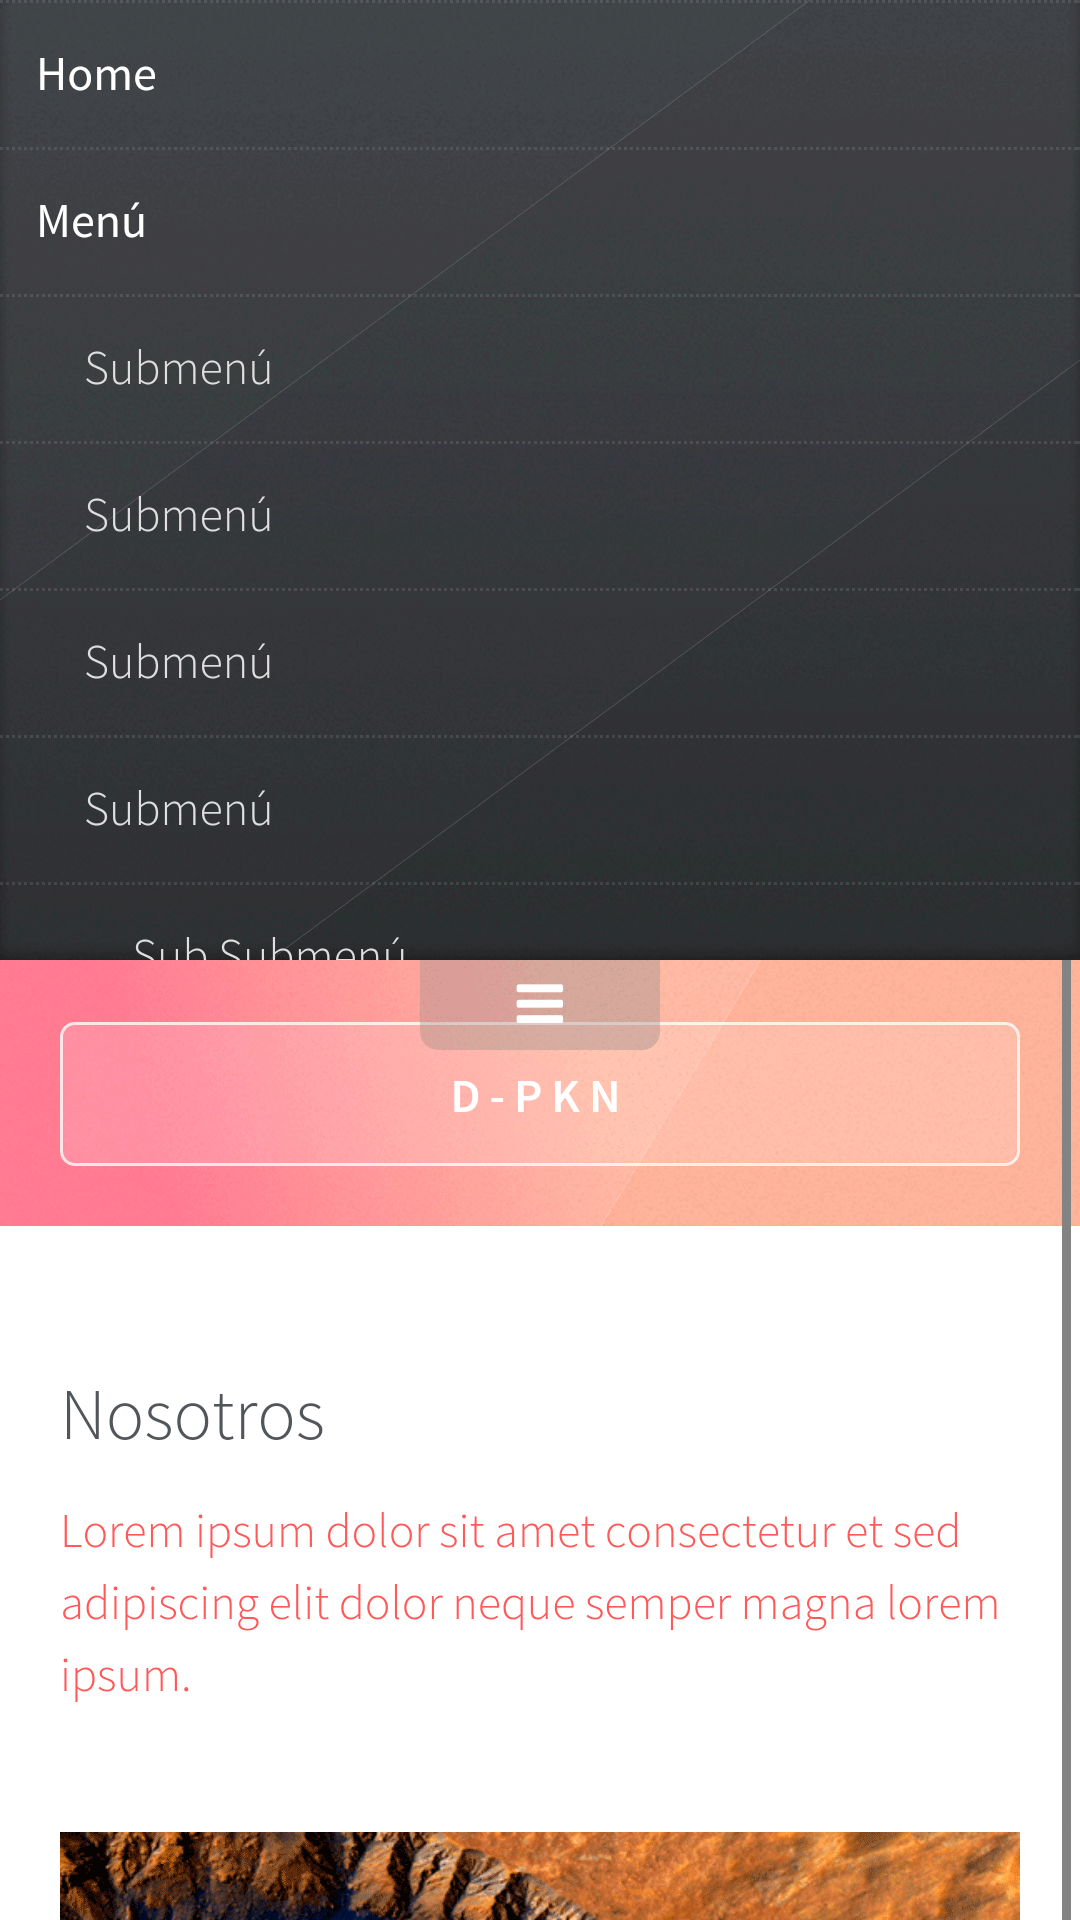 Home
Menú
Submenú
Submenú
Submenú
Submenú
Sub Submenú
D-PKN
Nosotros
Lorem ipsum dolor sit amet consectetur et sed
adipiscing elit dolor neque semper magna lorem
ipsum.